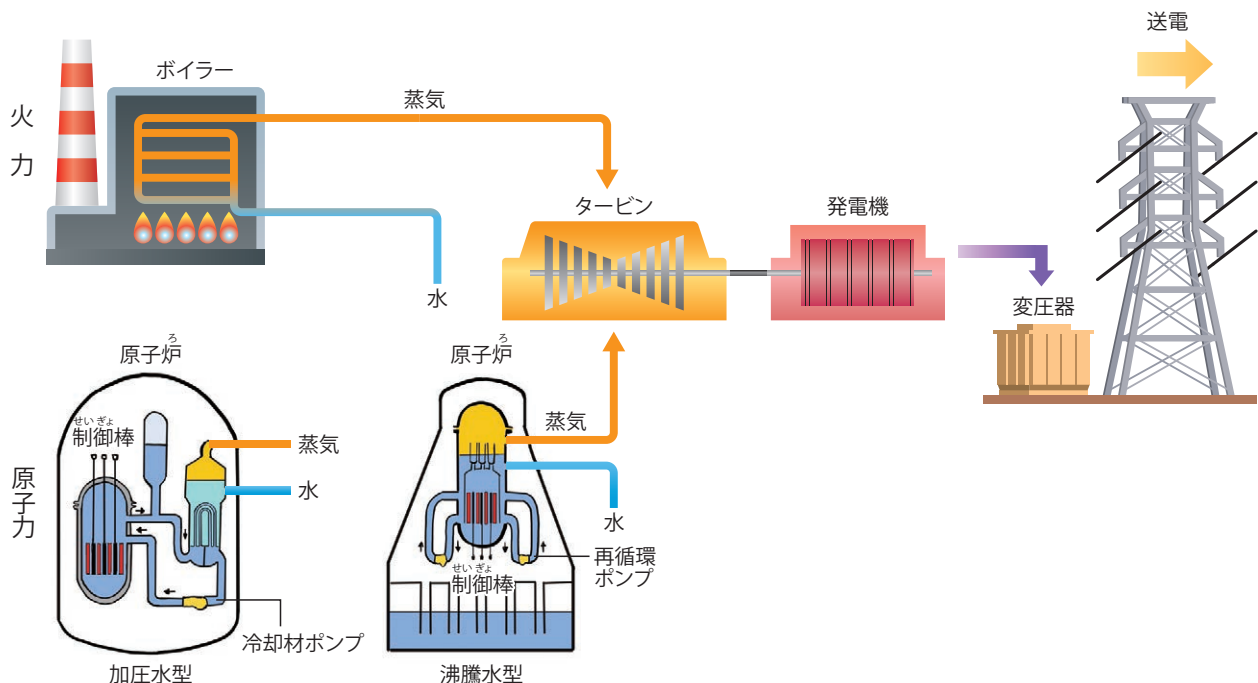 送電
ボイラー
火力
蒸気
タービン
発電機
水
変圧器
原子炉
ろ
原子炉
ろ
原子力
せいぎょ
制御棒
蒸気
水
冷却材ポンプ
加圧水型
蒸気
水
再循環
ポンプ
せいぎょ
制御棒
沸騰水型